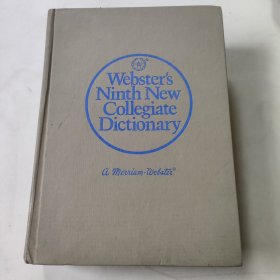 Webster's
Ninth New
Collegiate
Dictionary
a Merriam-Webster®